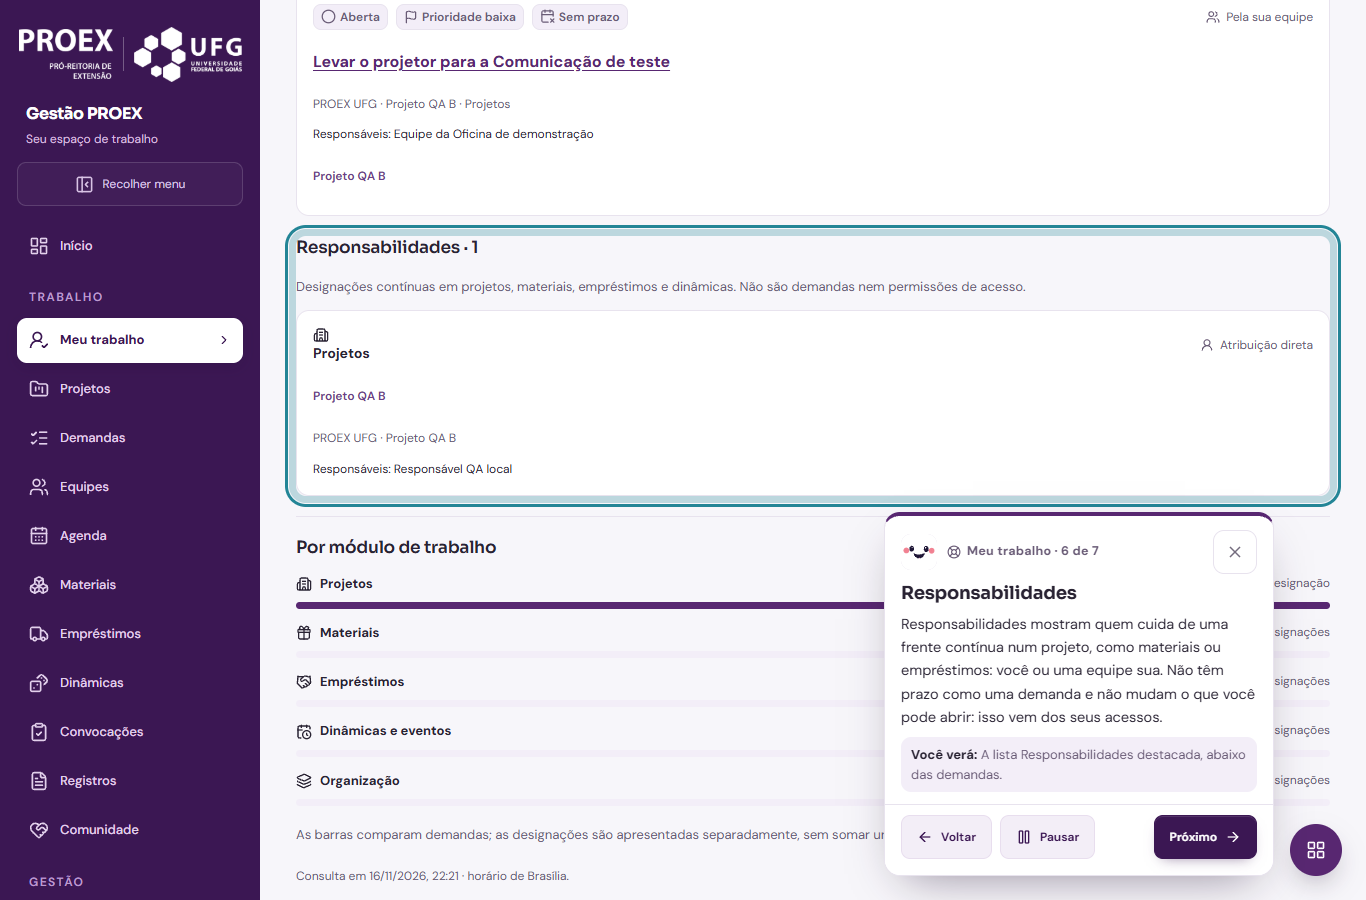 PROEX
PRÓ-REITORIA DE
EXTENSÃO
UFG
UNIVERSIDADE
FEDERAL DE GOIÁS
Gestão PROEX
Seu espaço de trabalho
Recolher menu
Início
TRABALHO
Meu trabalho
Projetos
Demandas
Equipes
Agenda
Materiais
Empréstimos
Dinâmicas
Convocações
Registros
Comunidade
GESTÃO
Aberta
Prioridade baixa
Sem prazo
Pela sua equipe
Levar o projetor para a Comunicação de teste
PROEX UFG · Projeto QA B · Projetos
Responsáveis: Equipe da Oficina de demonstração
Projeto QA B
Responsabilidades · 1
Designações contínuas em projetos, materiais, empréstimos e dinâmicas. Não são demandas nem permissões de acesso.
Projetos
Atribuição direta
Projeto QA B
PROEX UFG · Projeto QA B
Responsáveis: Responsável QA local
Por módulo de trabalho
Projetos
esignação
Materiais
signações
Empréstimos
signações
Dinâmicas e eventos
signações
Organização
signações
As barras comparam demandas; as designações são apresentadas separadamente, sem somar
Consulta em 16/11/2026, 22:21 · horário de Brasília.
Meu trabalho · 6 de 7
Responsabilidades
Responsabilidades mostram quem cuida de uma
frente contínua num projeto, como materiais ou
empréstimos: você ou uma equipe sua. Não têm
prazo como uma demanda e não mudam o que você
pode abrir: isso vem dos seus acessos.
Você verá: A lista Responsabilidades destacada, abaixo
das demandas.
Voltar
Pausar
Próximo